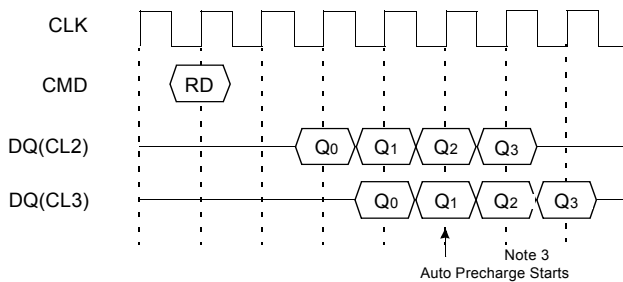 CLK
CMD RD
DQ(CL2) Q0 Q1 Q2 Q3
DQ(CL3) Q0 Q1 Q2 Q3
Note 3
Auto Precharge Starts